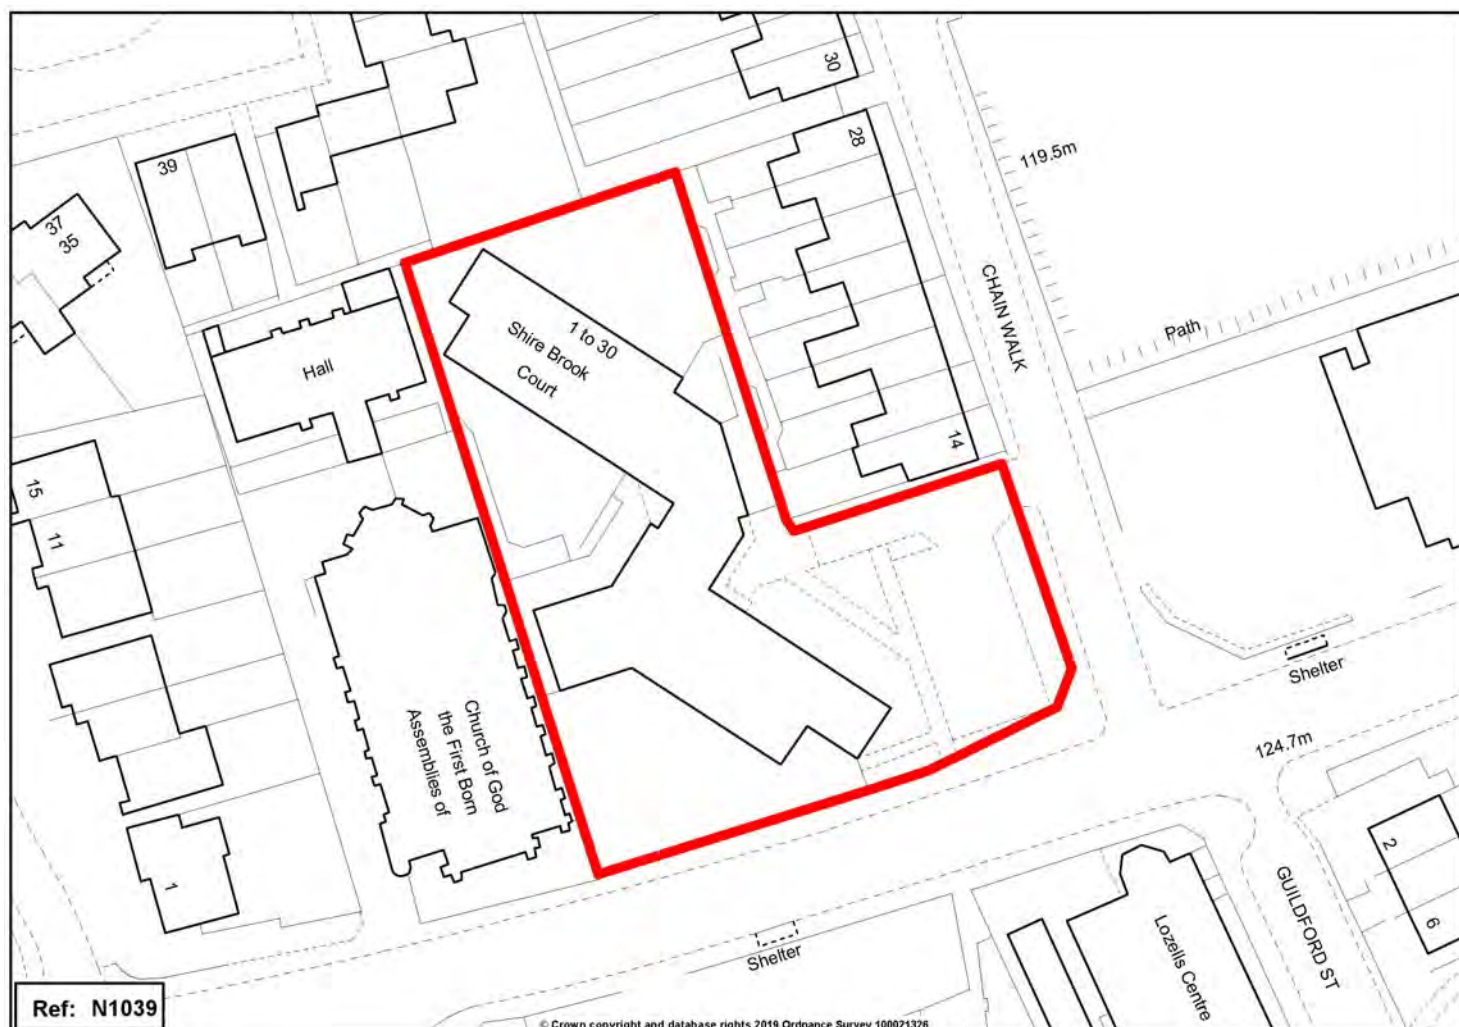 30
28
39
119.5m
37
35
CHAIN WALK
Path
1 to 30
Shire Brook
Court
Hall
14
15
11
Shelter
Church of God
the First Born
Assemblies of
124.7m
2
1
GUILDFORD ST
6
Lozells Centre
Shelter
Ref: N1039
© Crown copyright and database rights 2019 Ordnance Survey 100021326